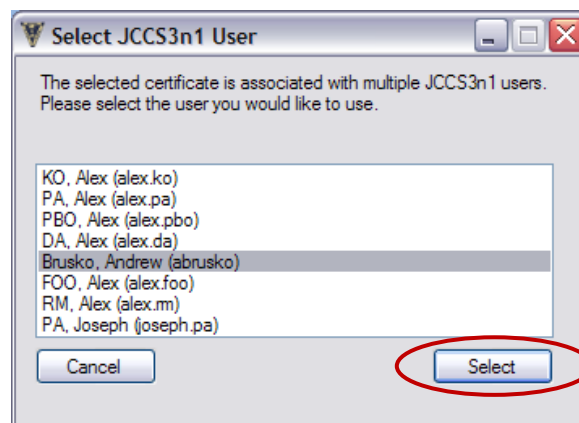 Select JCCS3n1 User
The selected certificate is associated with multiple JCCS3n1 users.
Please select the user you would like to use.
KO, Alex (alex.ko)
PA, Alex (alex.pa)
PBO, Alex (alex.pbo)
DA, Alex (alex.da)
Brusko, Andrew (abrusko)
FOO, Alex (alex.foo)
RM, Alex (alex.rm)
PA, Joseph (joseph.pa)
Cancel Select